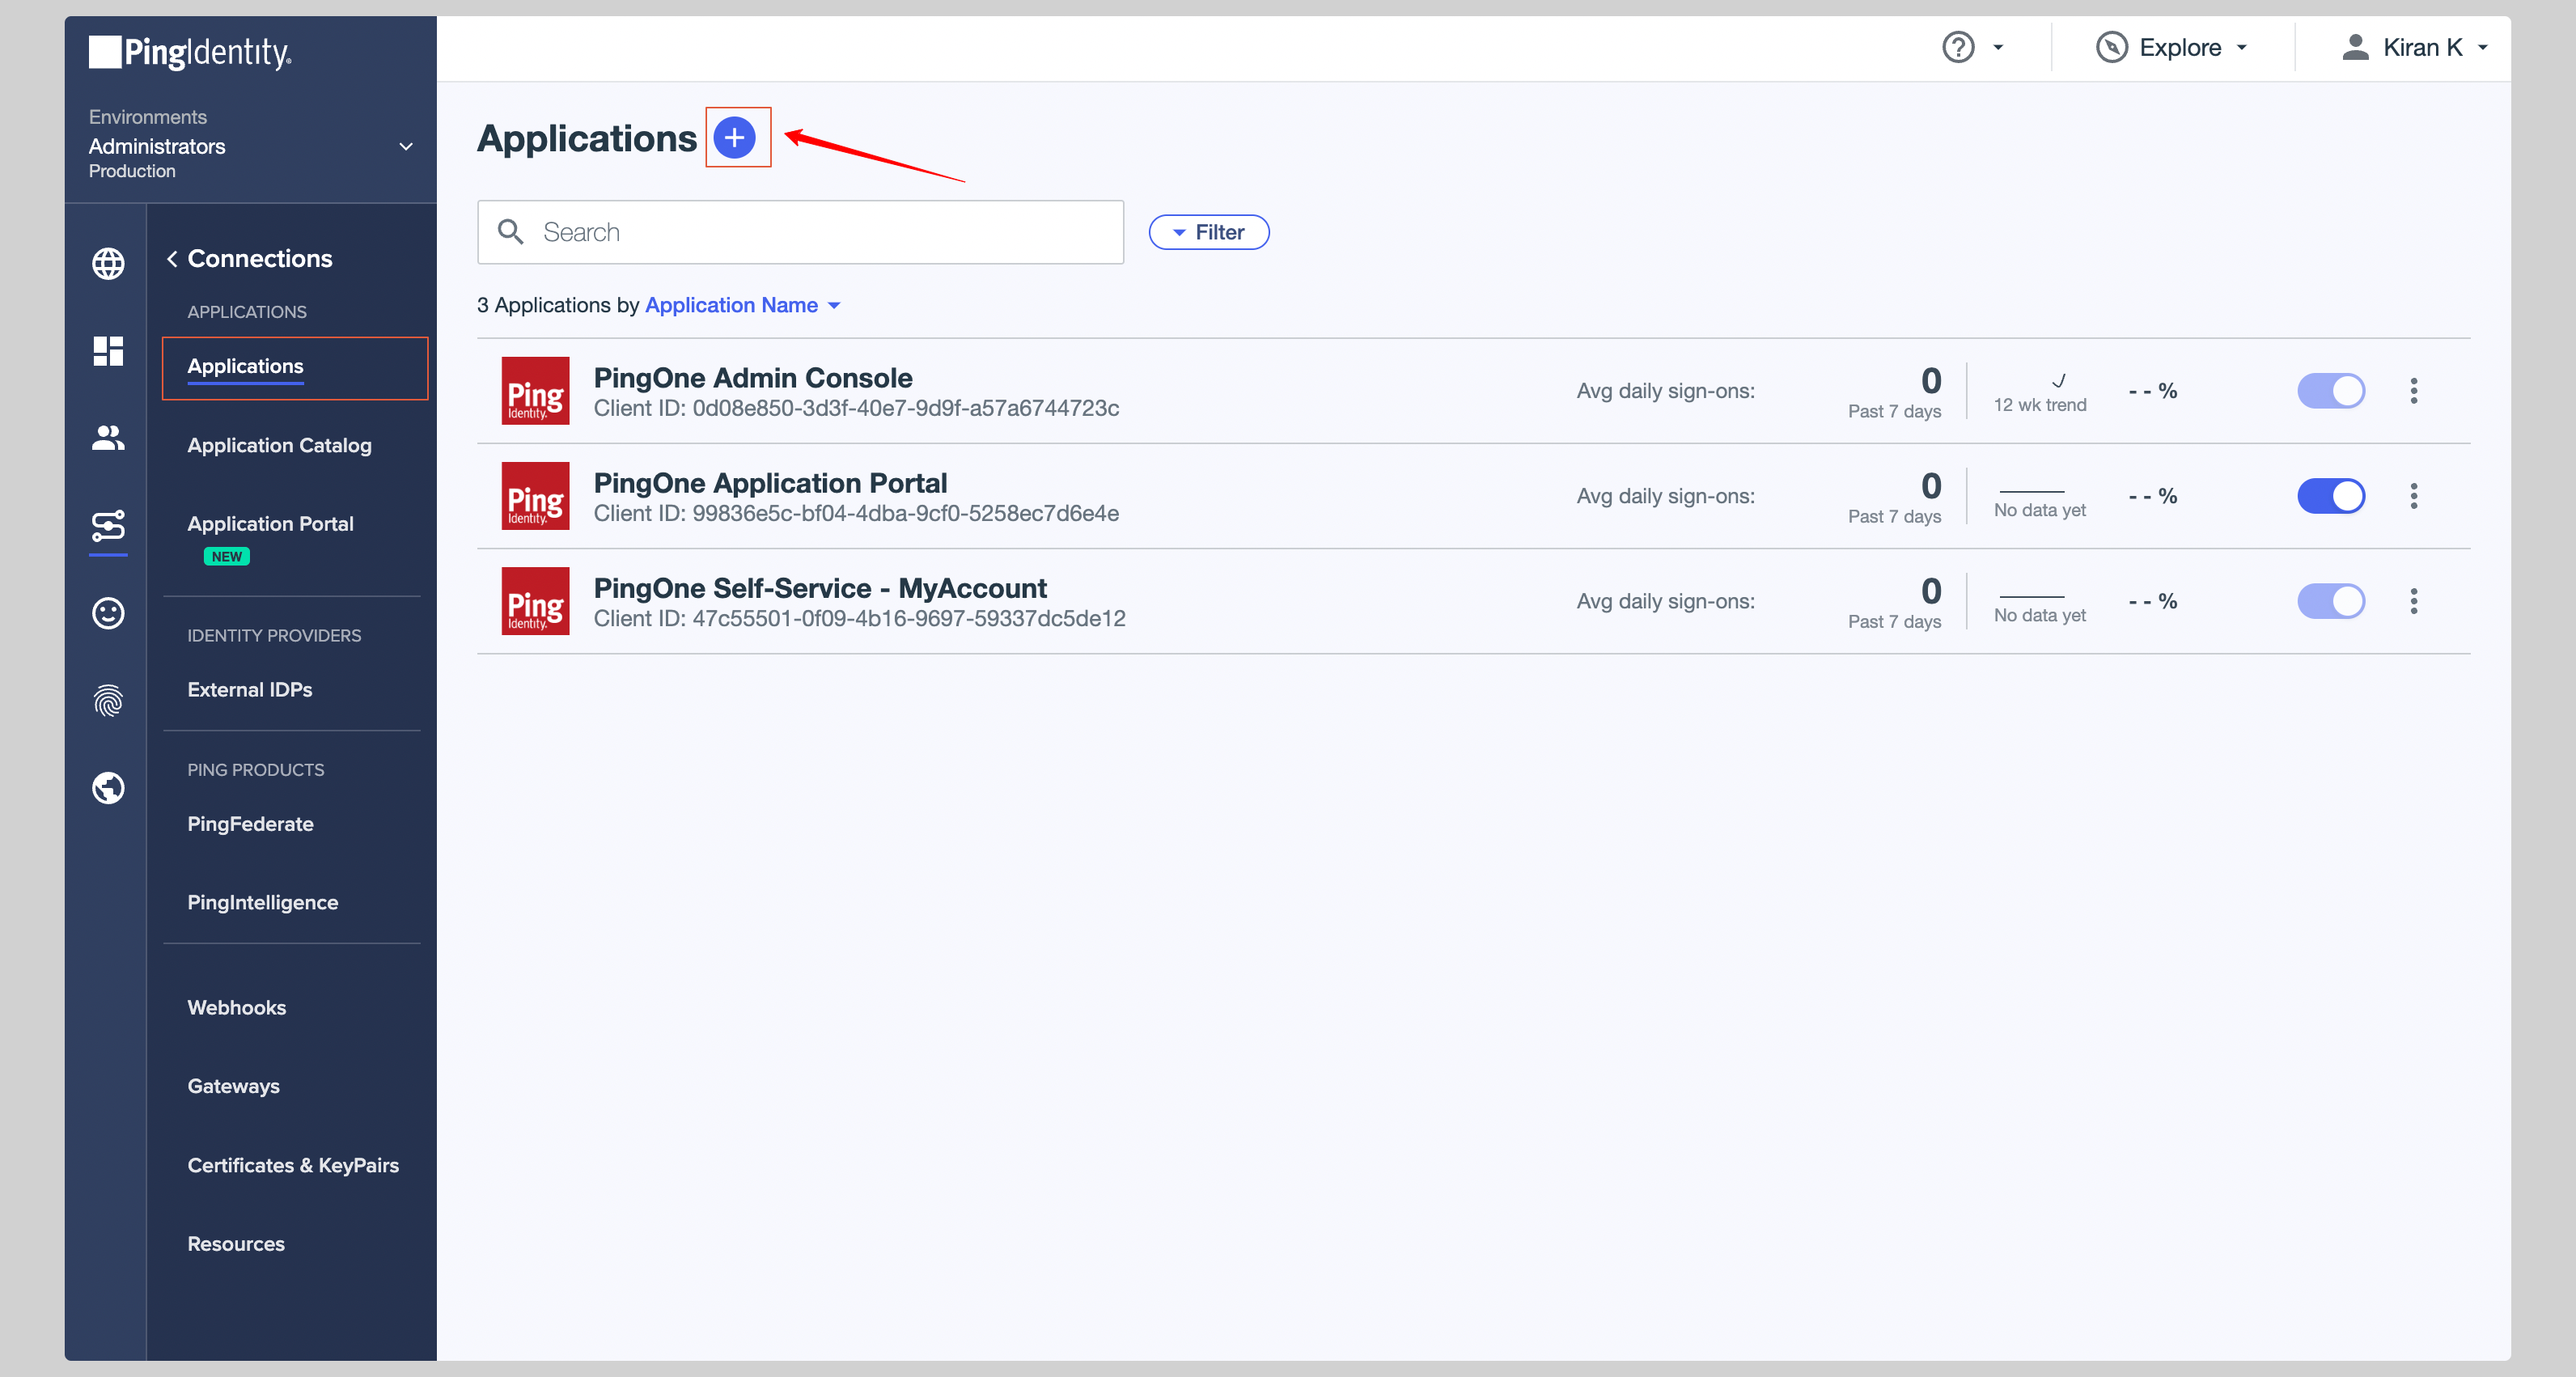 PingIdentity.
Explore
Kiran K
Environments
Administrators
Production
Connections
APPLICATIONS
Applications
Application Catalog
Application Portal
NEW
IDENTITY PROVIDERS
External IDPs
PING PRODUCTS
PingFederate
PingIntelligence
Webhooks
Gateways
Certificates & KeyPairs
Resources
Applications
Search
Filter
3 Applications by Application Name
Ping
Identity.
PingOne Admin Console
Client ID: 0d08e850-3d3f-40e7-9d9f-a57a6744723c
Avg daily sign-ons:
0
Past 7 days
12 wk trend
- - %
Ping
Identity.
PingOne Application Portal
Client ID: 99836e5c-bf04-4dba-9cf0-5258ec7d6e4e
Avg daily sign-ons:
0
Past 7 days
No data yet
- - %
Ping
Identity.
PingOne Self-Service - MyAccount
Client ID: 47c55501-0f09-4b16-9697-59337dc5de12
Avg daily sign-ons:
0
Past 7 days
No data yet
- - %